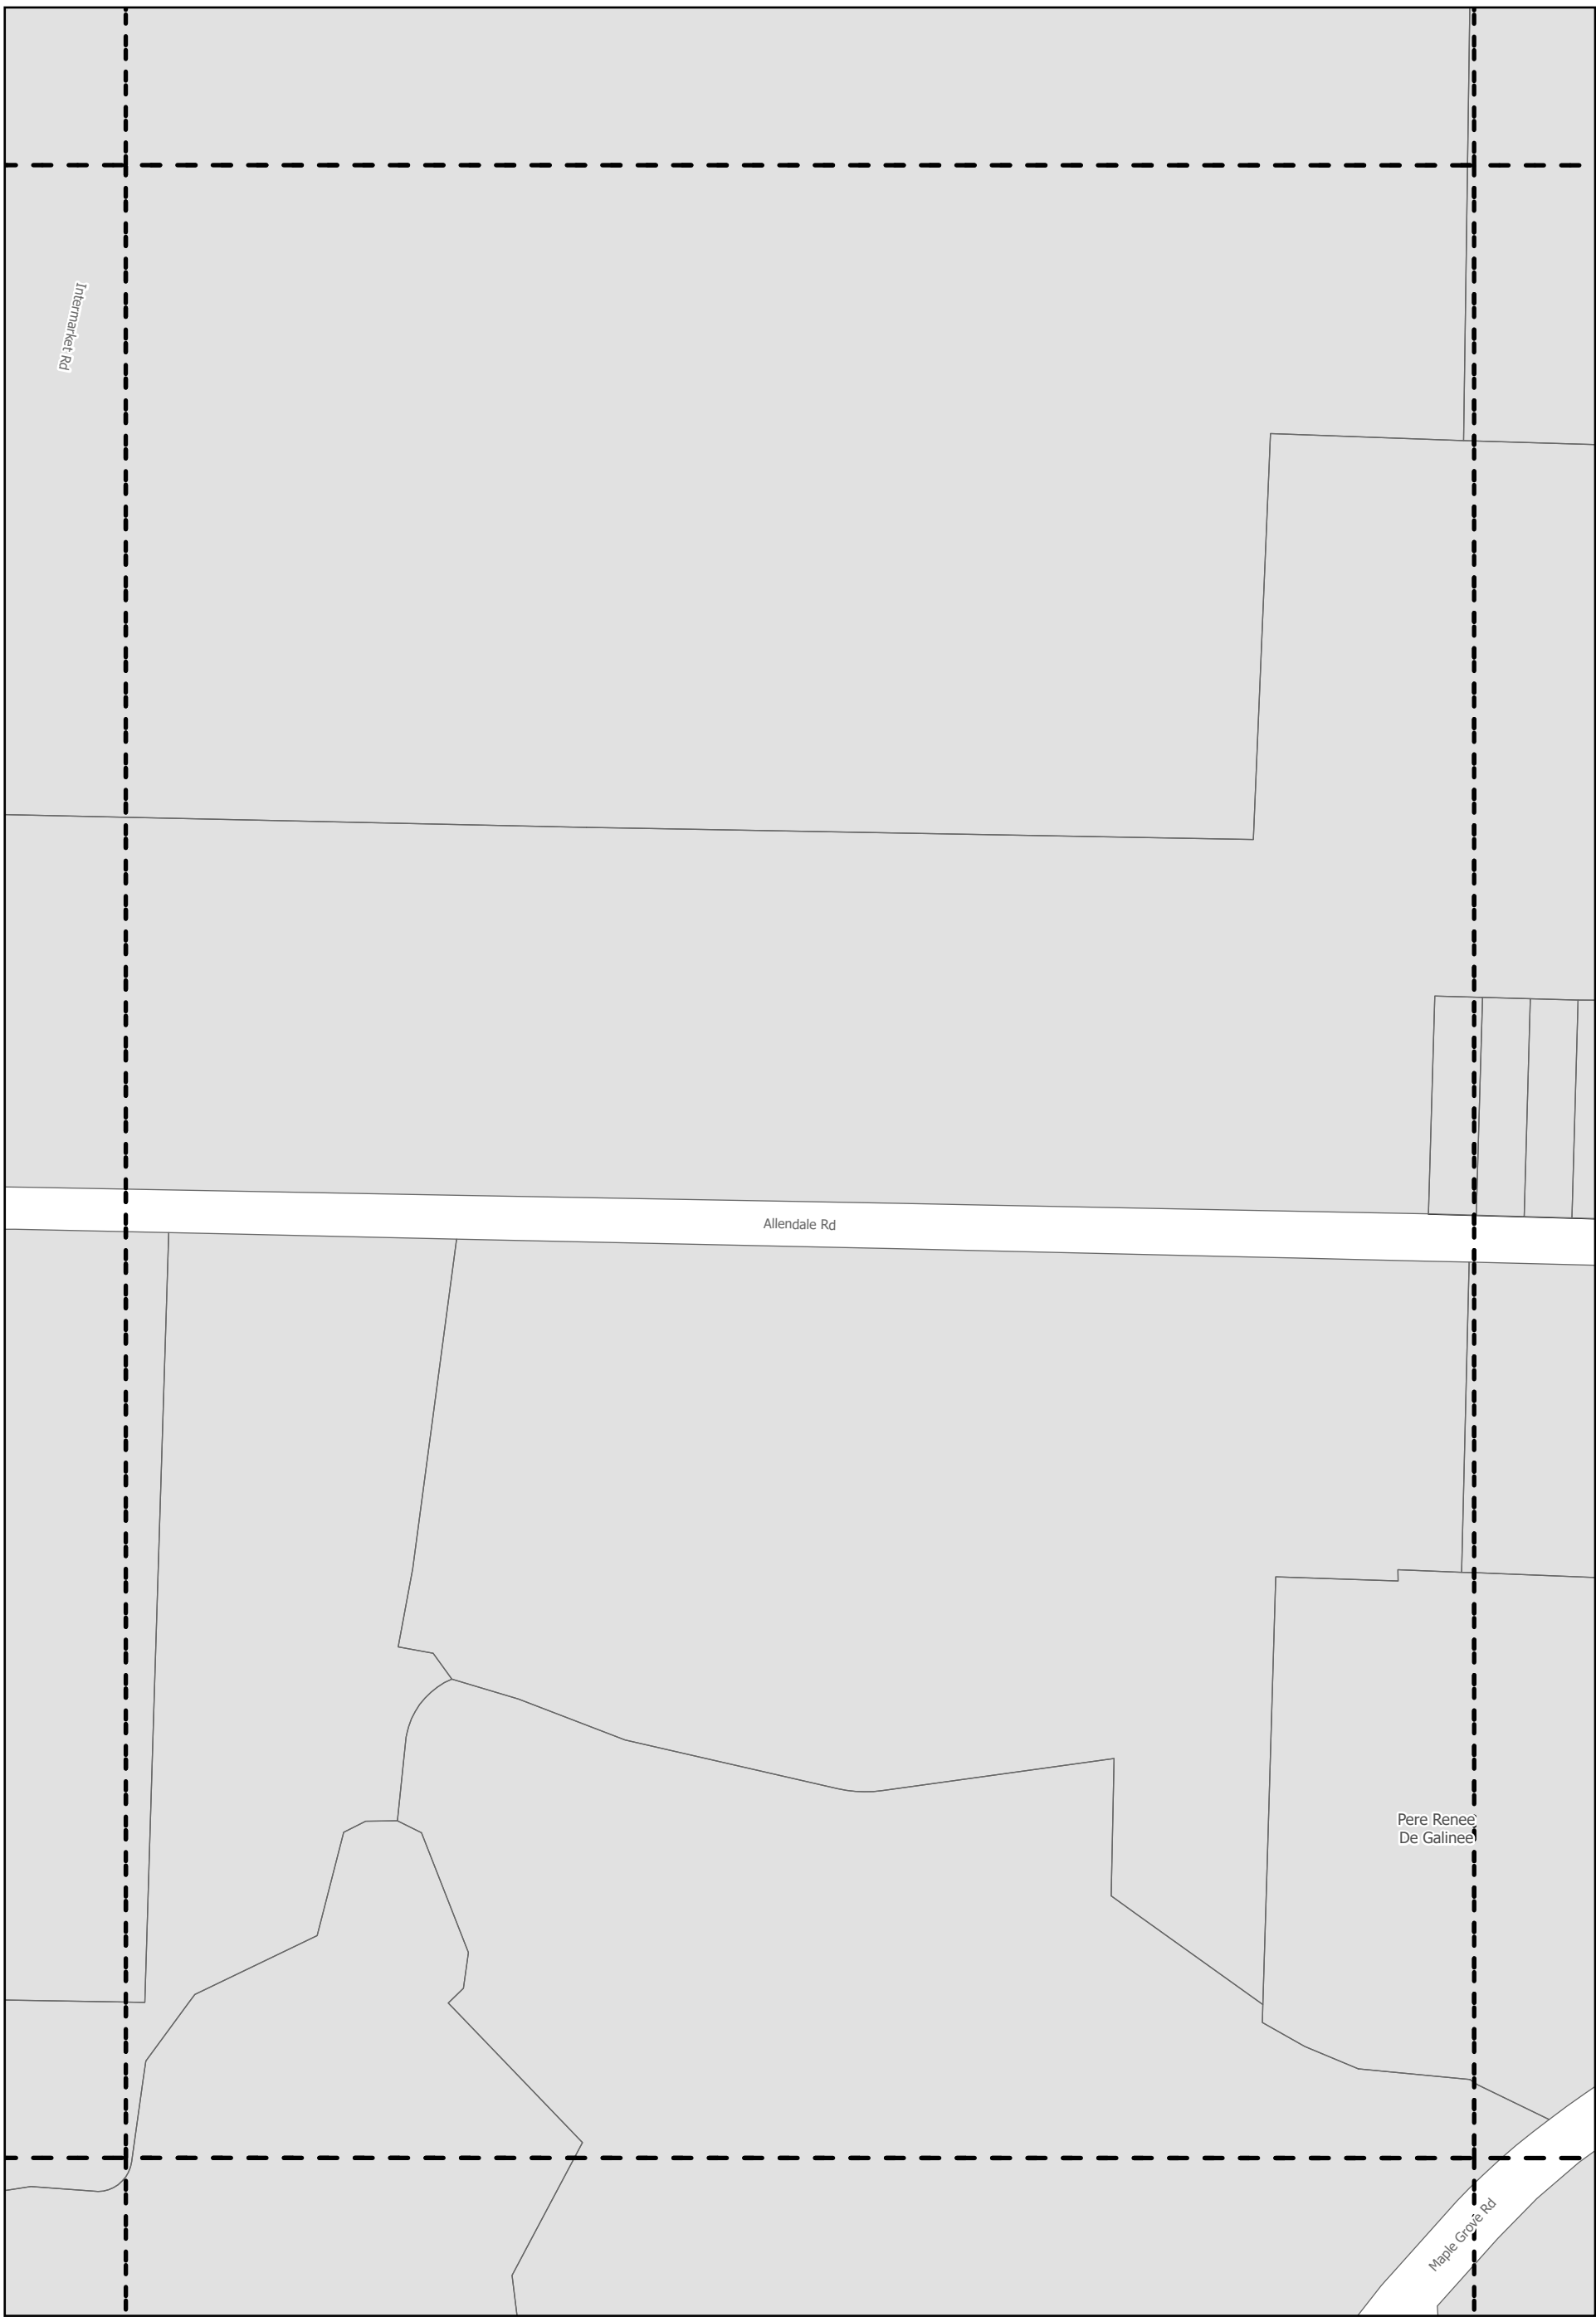 Intermarket Rd
Allendale Rd
Pere Renee
De Galinee
Maple Grove Rd